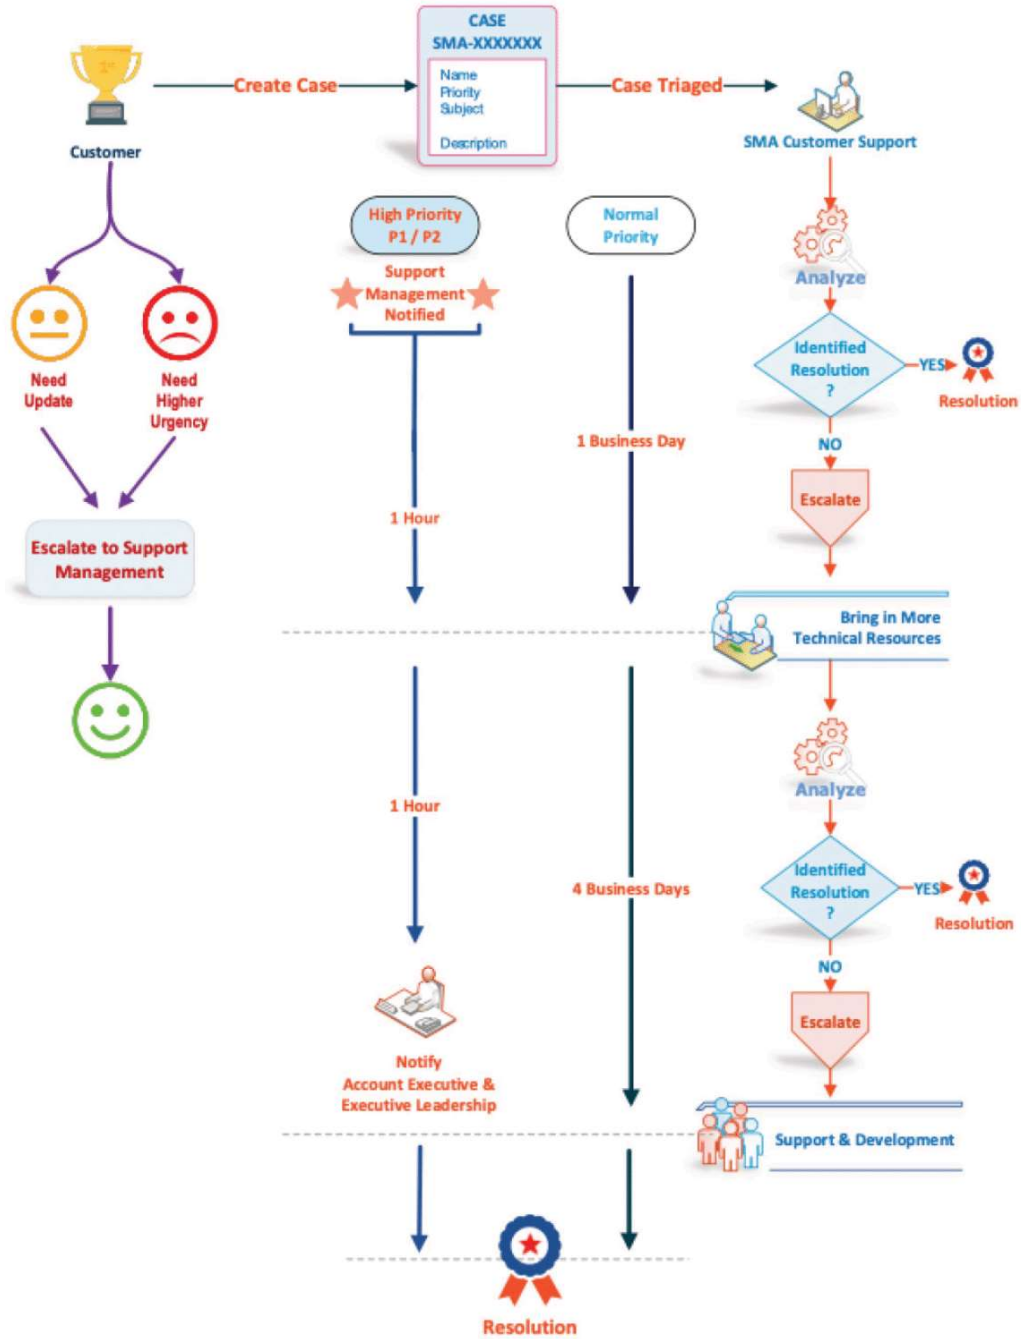 CASE
SMA-XXXXXXX
Name
Priority
Subject
Description
Create Case
Case Triaged
1st
Customer
SMA Customer Support
High Priority
P1 / P2
Normal
Priority
Support
Management
Notified
Analyze
Identified
Resolution
?
YES
Resolution
Need
Update
Need
Higher
Urgency
NO
1 Business Day
Escalate
1 Hour
Escalate to Support
Management
Bring in More
Technical Resources
Analyze
1 Hour
Identified
Resolution
?
YES
Resolution
4 Business Days
NO
Escalate
Notify
Account Executive &
Executive Leadership
Support & Development
Resolution